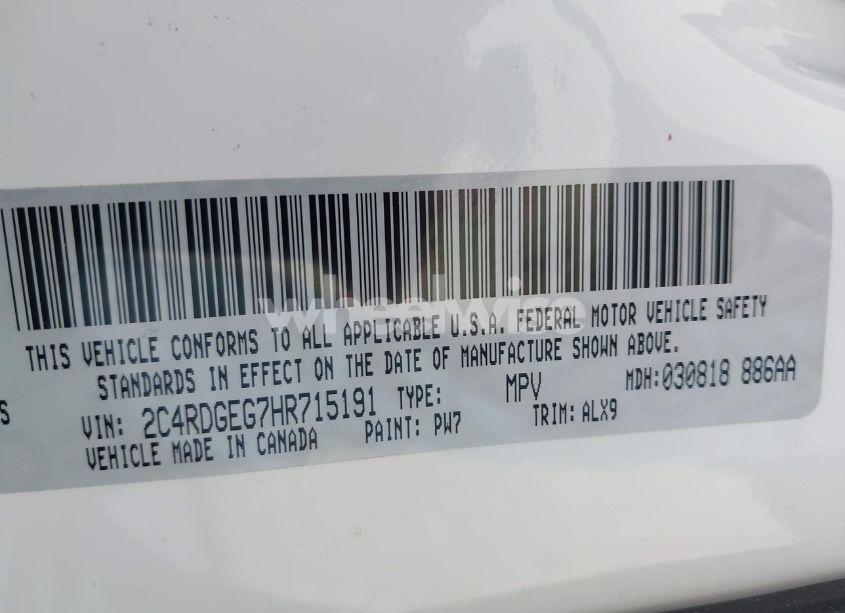 wheelwise
THIS VEHICLE CONFORMS TO ALL APPLICABLE U.S.A. FEDERAL MOTOR VEHICLE SAFETY
STANDARDS IN EFFECT ON THE DATE OF MANUFACTURE SHOWN ABOVE.
S VIN: 2C4RDGEG7HR715191 TYPE: MPV MDH:030818 886AA
VEHICLE MADE IN CANADA PAINT: PW7 TRIM: ALX9